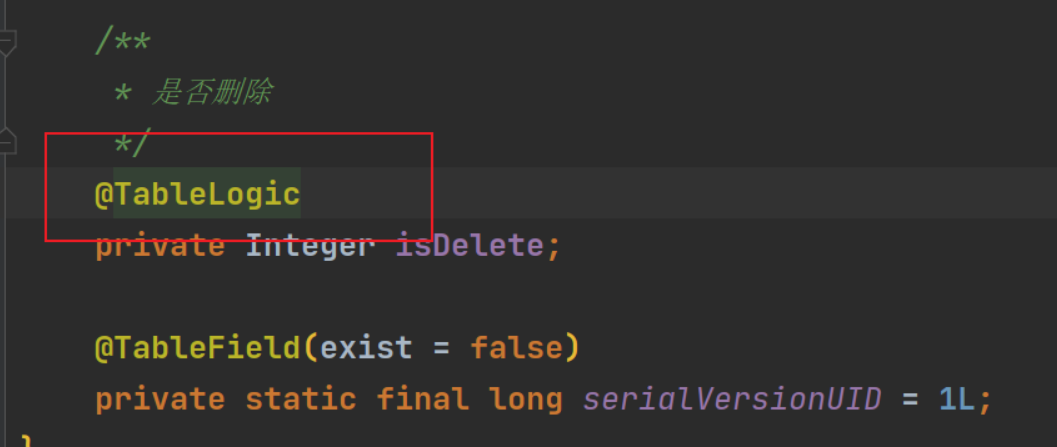 /**
* 是否删除
*/
@TableLogic
private Integer isDelete;
@TableField(exist = false)
private static final long serialVersionUID = 1L;
}